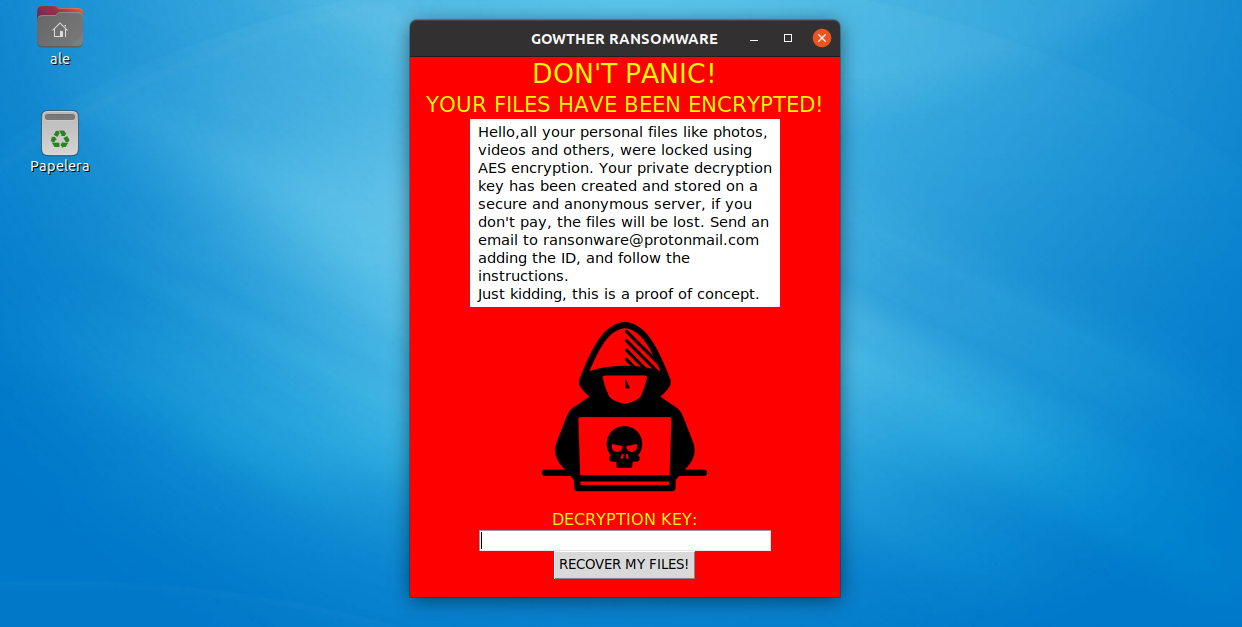 ale
Papelera
GOWTHER RANSOMWARE
DON'T PANIC!
YOUR FILES HAVE BEEN ENCRYPTED!
Hello,all your personal files like photos,
videos and others, were locked using
AES encryption. Your private decryption
key has been created and stored on a
secure and anonymous server, if you
don't pay, the files will be lost. Send an
email to ransonware@protonmail.com
adding the ID, and follow the
instructions.
Just kidding, this is a proof of concept.
DECRYPTION KEY:
RECOVER MY FILES!